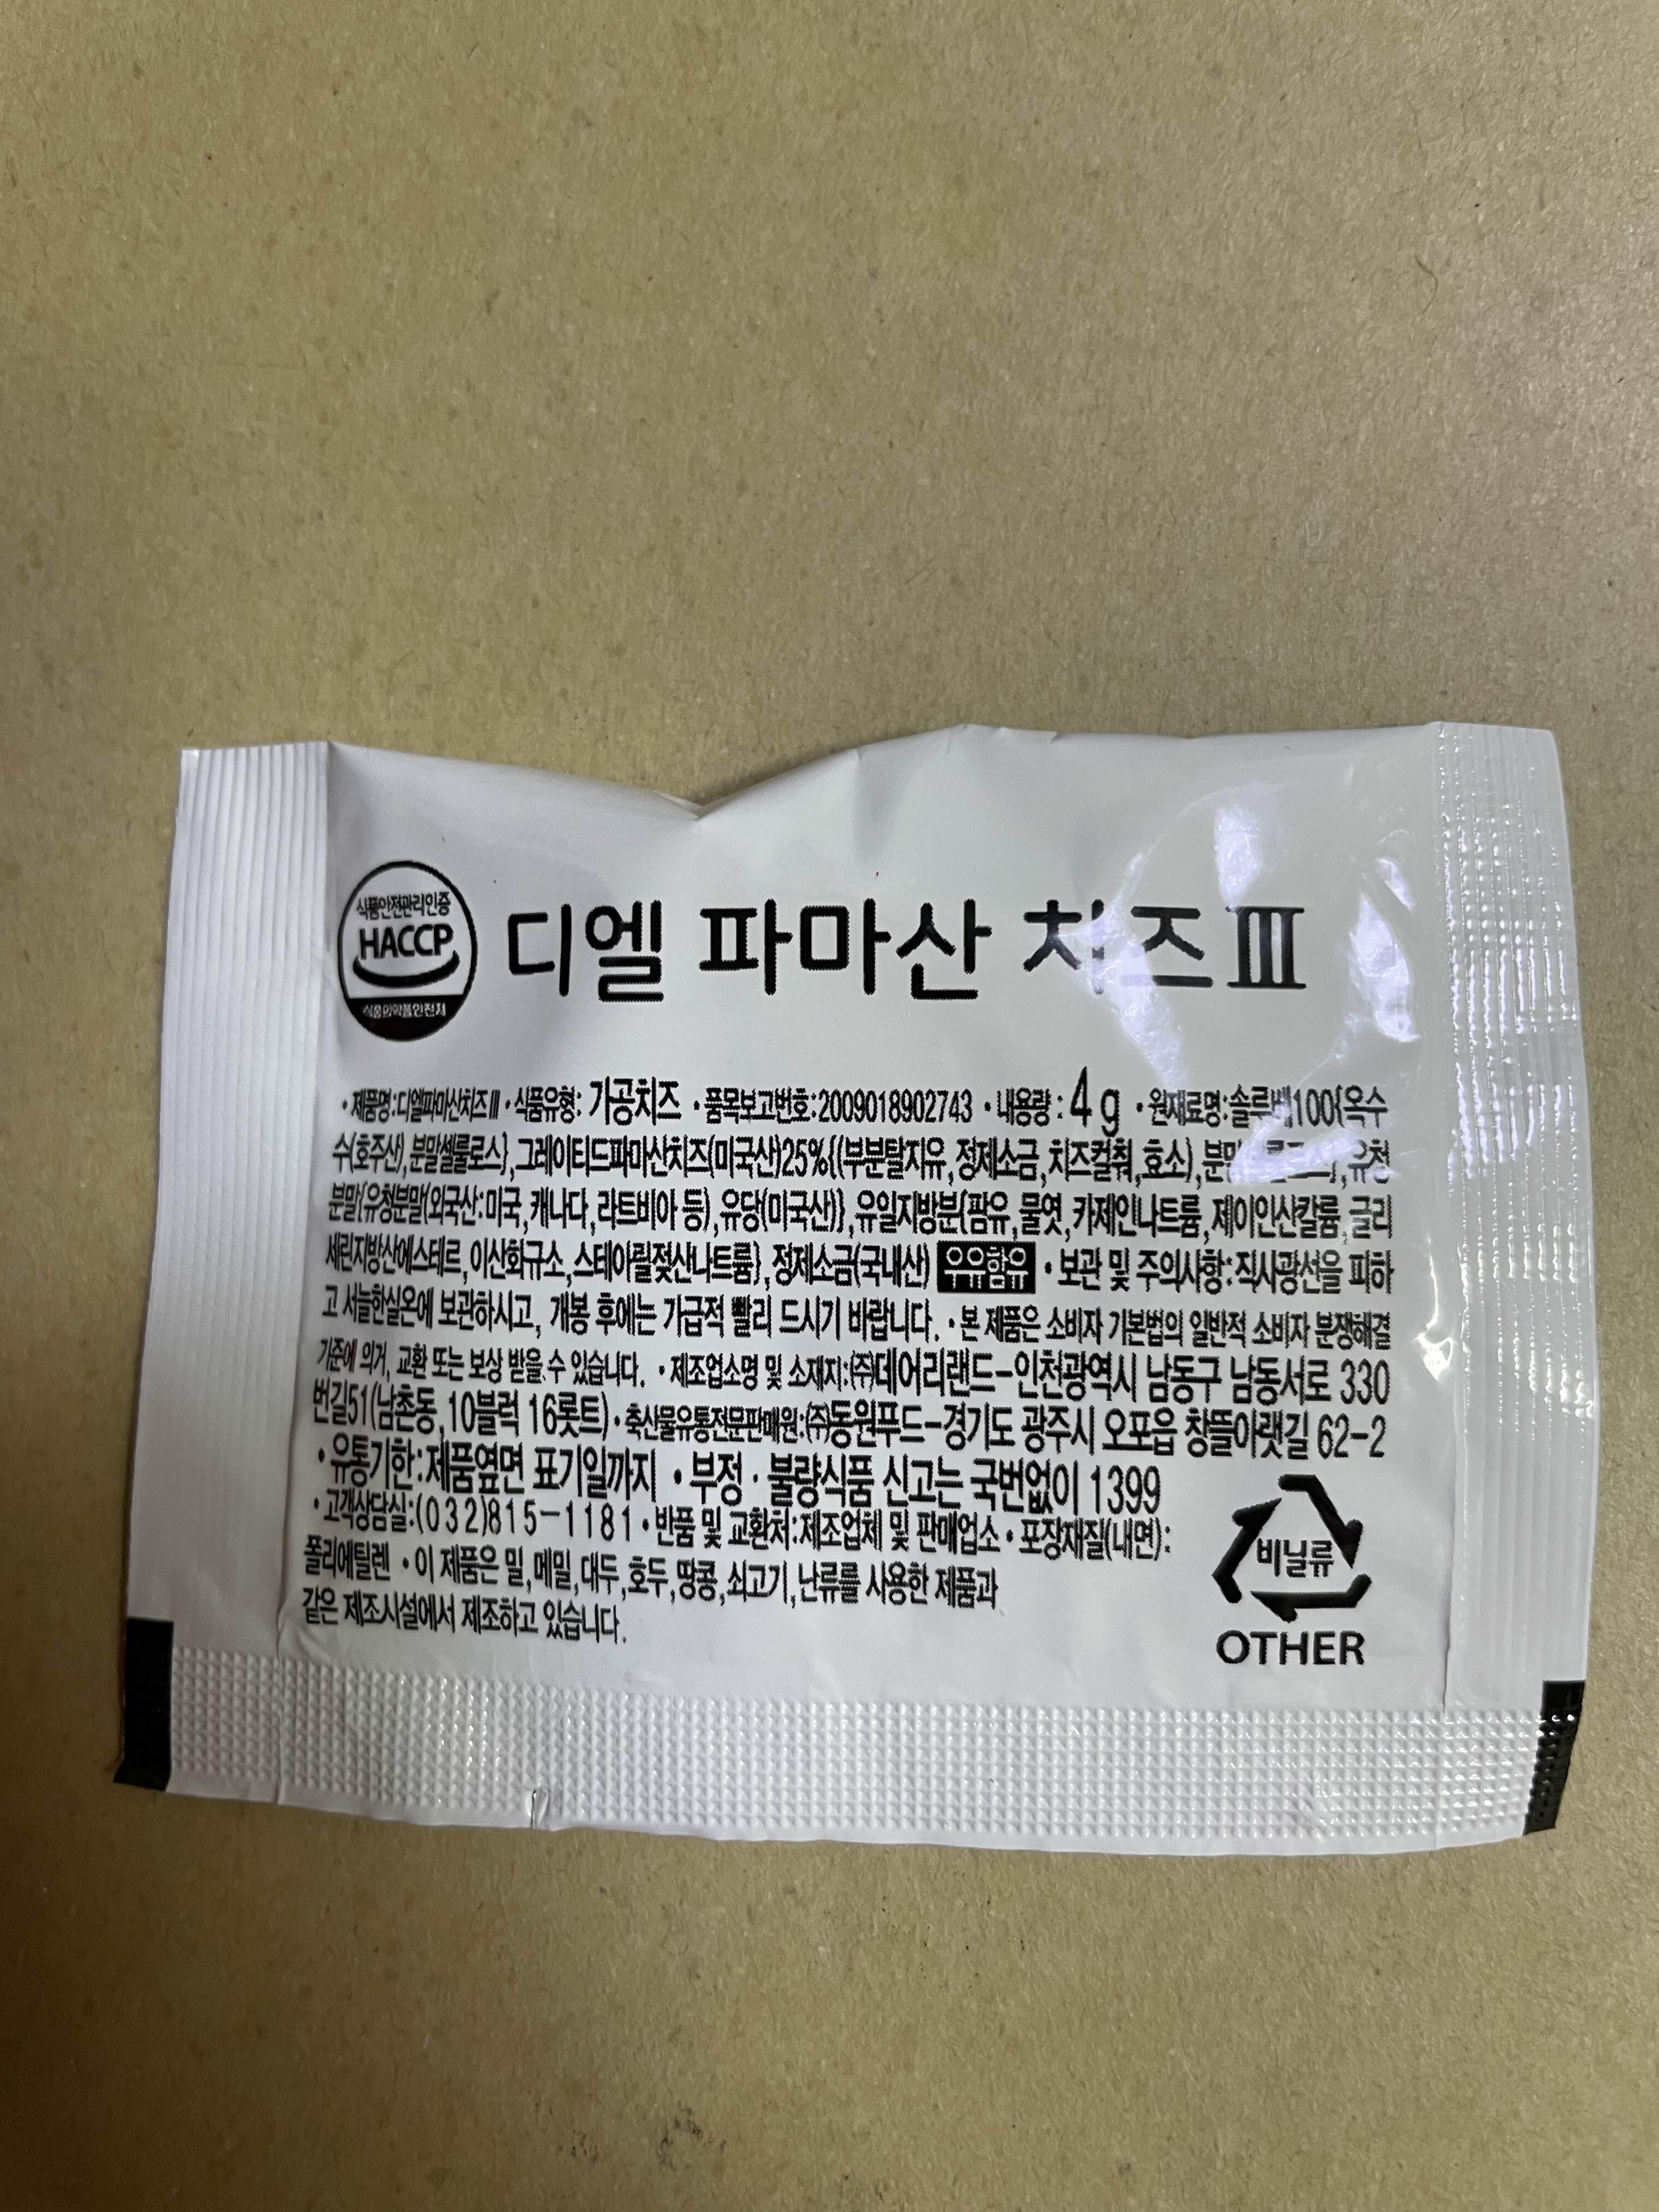 식품안전관리인증
HACCP
식품의약품안전처
디엘 파마산 치즈Ⅲ
• 제품명:디엘파마산치즈Ⅲ • 식품유형: 가공치즈 • 품목보고번호:2009018902743 • 내용량: 4g • 원재료명:솔루베100{옥수
수(호주산), 분말셀룰로스}, 그레이티드파마산치즈(미국산)25%{(부분탈지유, 정제소금, 치즈컬춰, 효소), 유청
분말{유청분말(외국산: 미국, 캐나다, 라트비아 등), 유당(미국산)}, 유일지방분{팜유, 물엿, 카제인나트륨, 제이인산칼륨, 글리
세린지방산에스테르, 이산화규소, 스테아릴젖산나트륨}, 정제소금(국내산) 우유함유 • 보관 및 주의사항: 직사광선을 피하
고 서늘한실온에 보관하시고, 개봉 후에는 가급적 빨리 드시기 바랍니다. • 본 제품은 소비자 기본법의 일반적 소비자 분쟁해결
기준에 의거, 교환 또는 보상 받을 수 있습니다. • 제조업소명 및 소재지:㈜데어리랜드-인천광역시 남동구 남동서로 330
번길51(남촌동, 10블럭 16롯트) • 축산물유통전문판매원:㈜동원푸드-경기도 광주시 오포읍 창뜰아랫길 62-2
• 유통기한: 제품옆면 표기일까지 • 부정 · 불량식품 신고는 국번없이 1399
• 고객상담실:(032)815-1181 • 반품 및 교환처: 제조업체 및 판매업소 • 포장재질(내면):
폴리에틸렌 • 이 제품은 밀, 메밀, 대두, 호두, 땅콩, 쇠고기, 난류를 사용한 제품과
같은 제조시설에서 제조하고 있습니다.
비닐류
OTHER